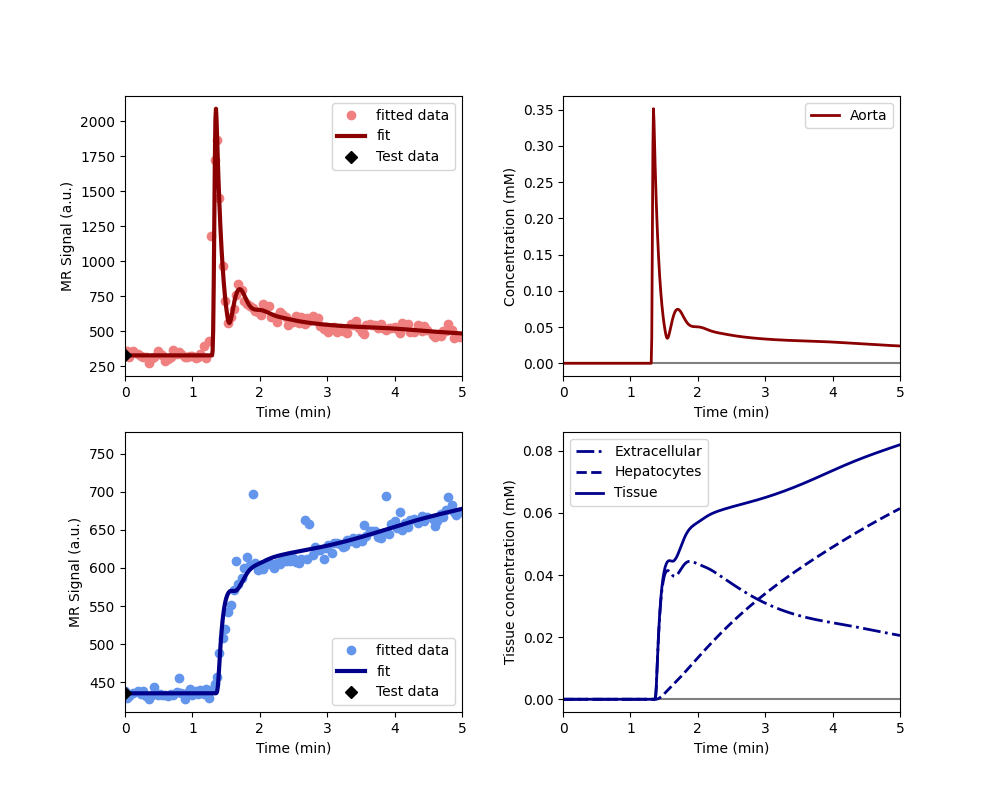 MR Signal (a.u.)
2000
1750
1500
1250
1000
750
500
250
fitted data
fit
Test data
0 1 2 3 4 5
Time (min)
Concentration (mM)
0.35
0.30
0.25
0.20
0.15
0.10
0.05
0.00
Aorta
0 1 2 3 4 5
Time (min)
MR Signal (a.u.)
750
700
650
600
550
500
450
fitted data
fit
Test data
0 1 2 3 4 5
Time (min)
Tissue concentration (mM)
0.08
0.06
0.04
0.02
0.00
Extracellular
Hepatocytes
Tissue
0 1 2 3 4 5
Time (min)